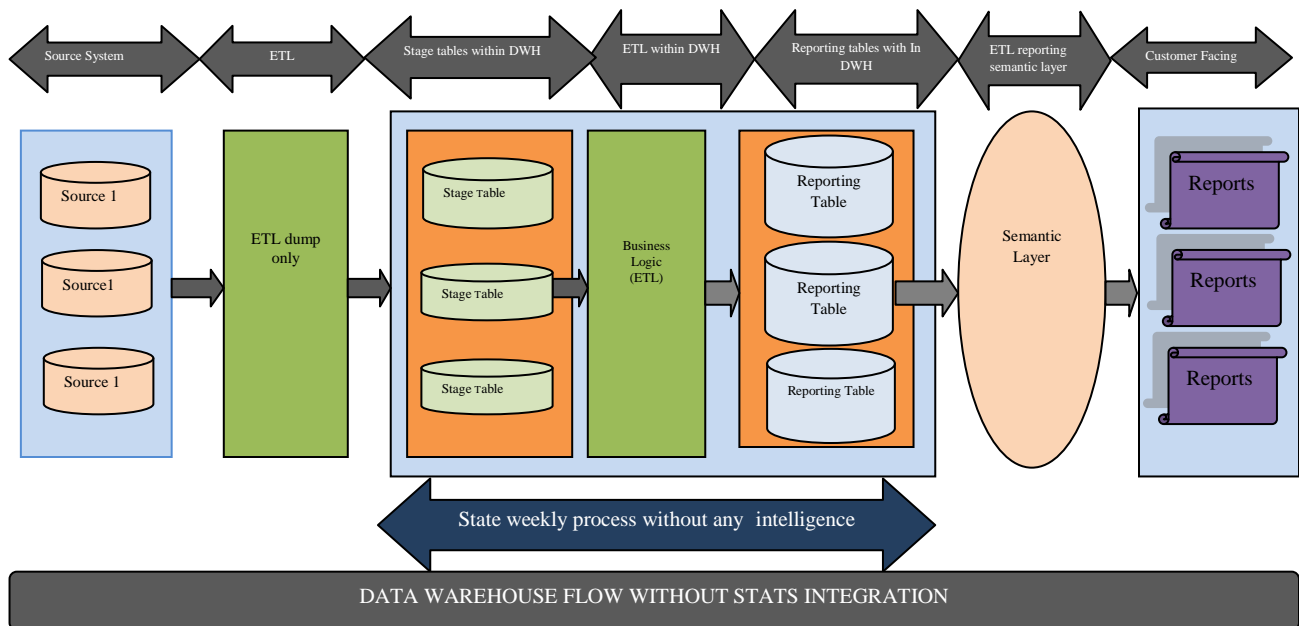 Source System
ETL
Stage tables within DWH
ETL within DWH
Reporting tables with In
DWH
ETL reporting
semantic layer
Customer Facing
Source 1
Source1
Source 1
ETL dump
only
Stage Table
Stage Table
Stage Table
Business
Logic
(ETL)
Reporting
Table
Reporting
Table
Reporting Table
Semantic
Layer
Reports
Reports
Reports
State weekly process without any intelligence
DATA WAREHOUSE FLOW WITHOUT STATS INTEGRATION